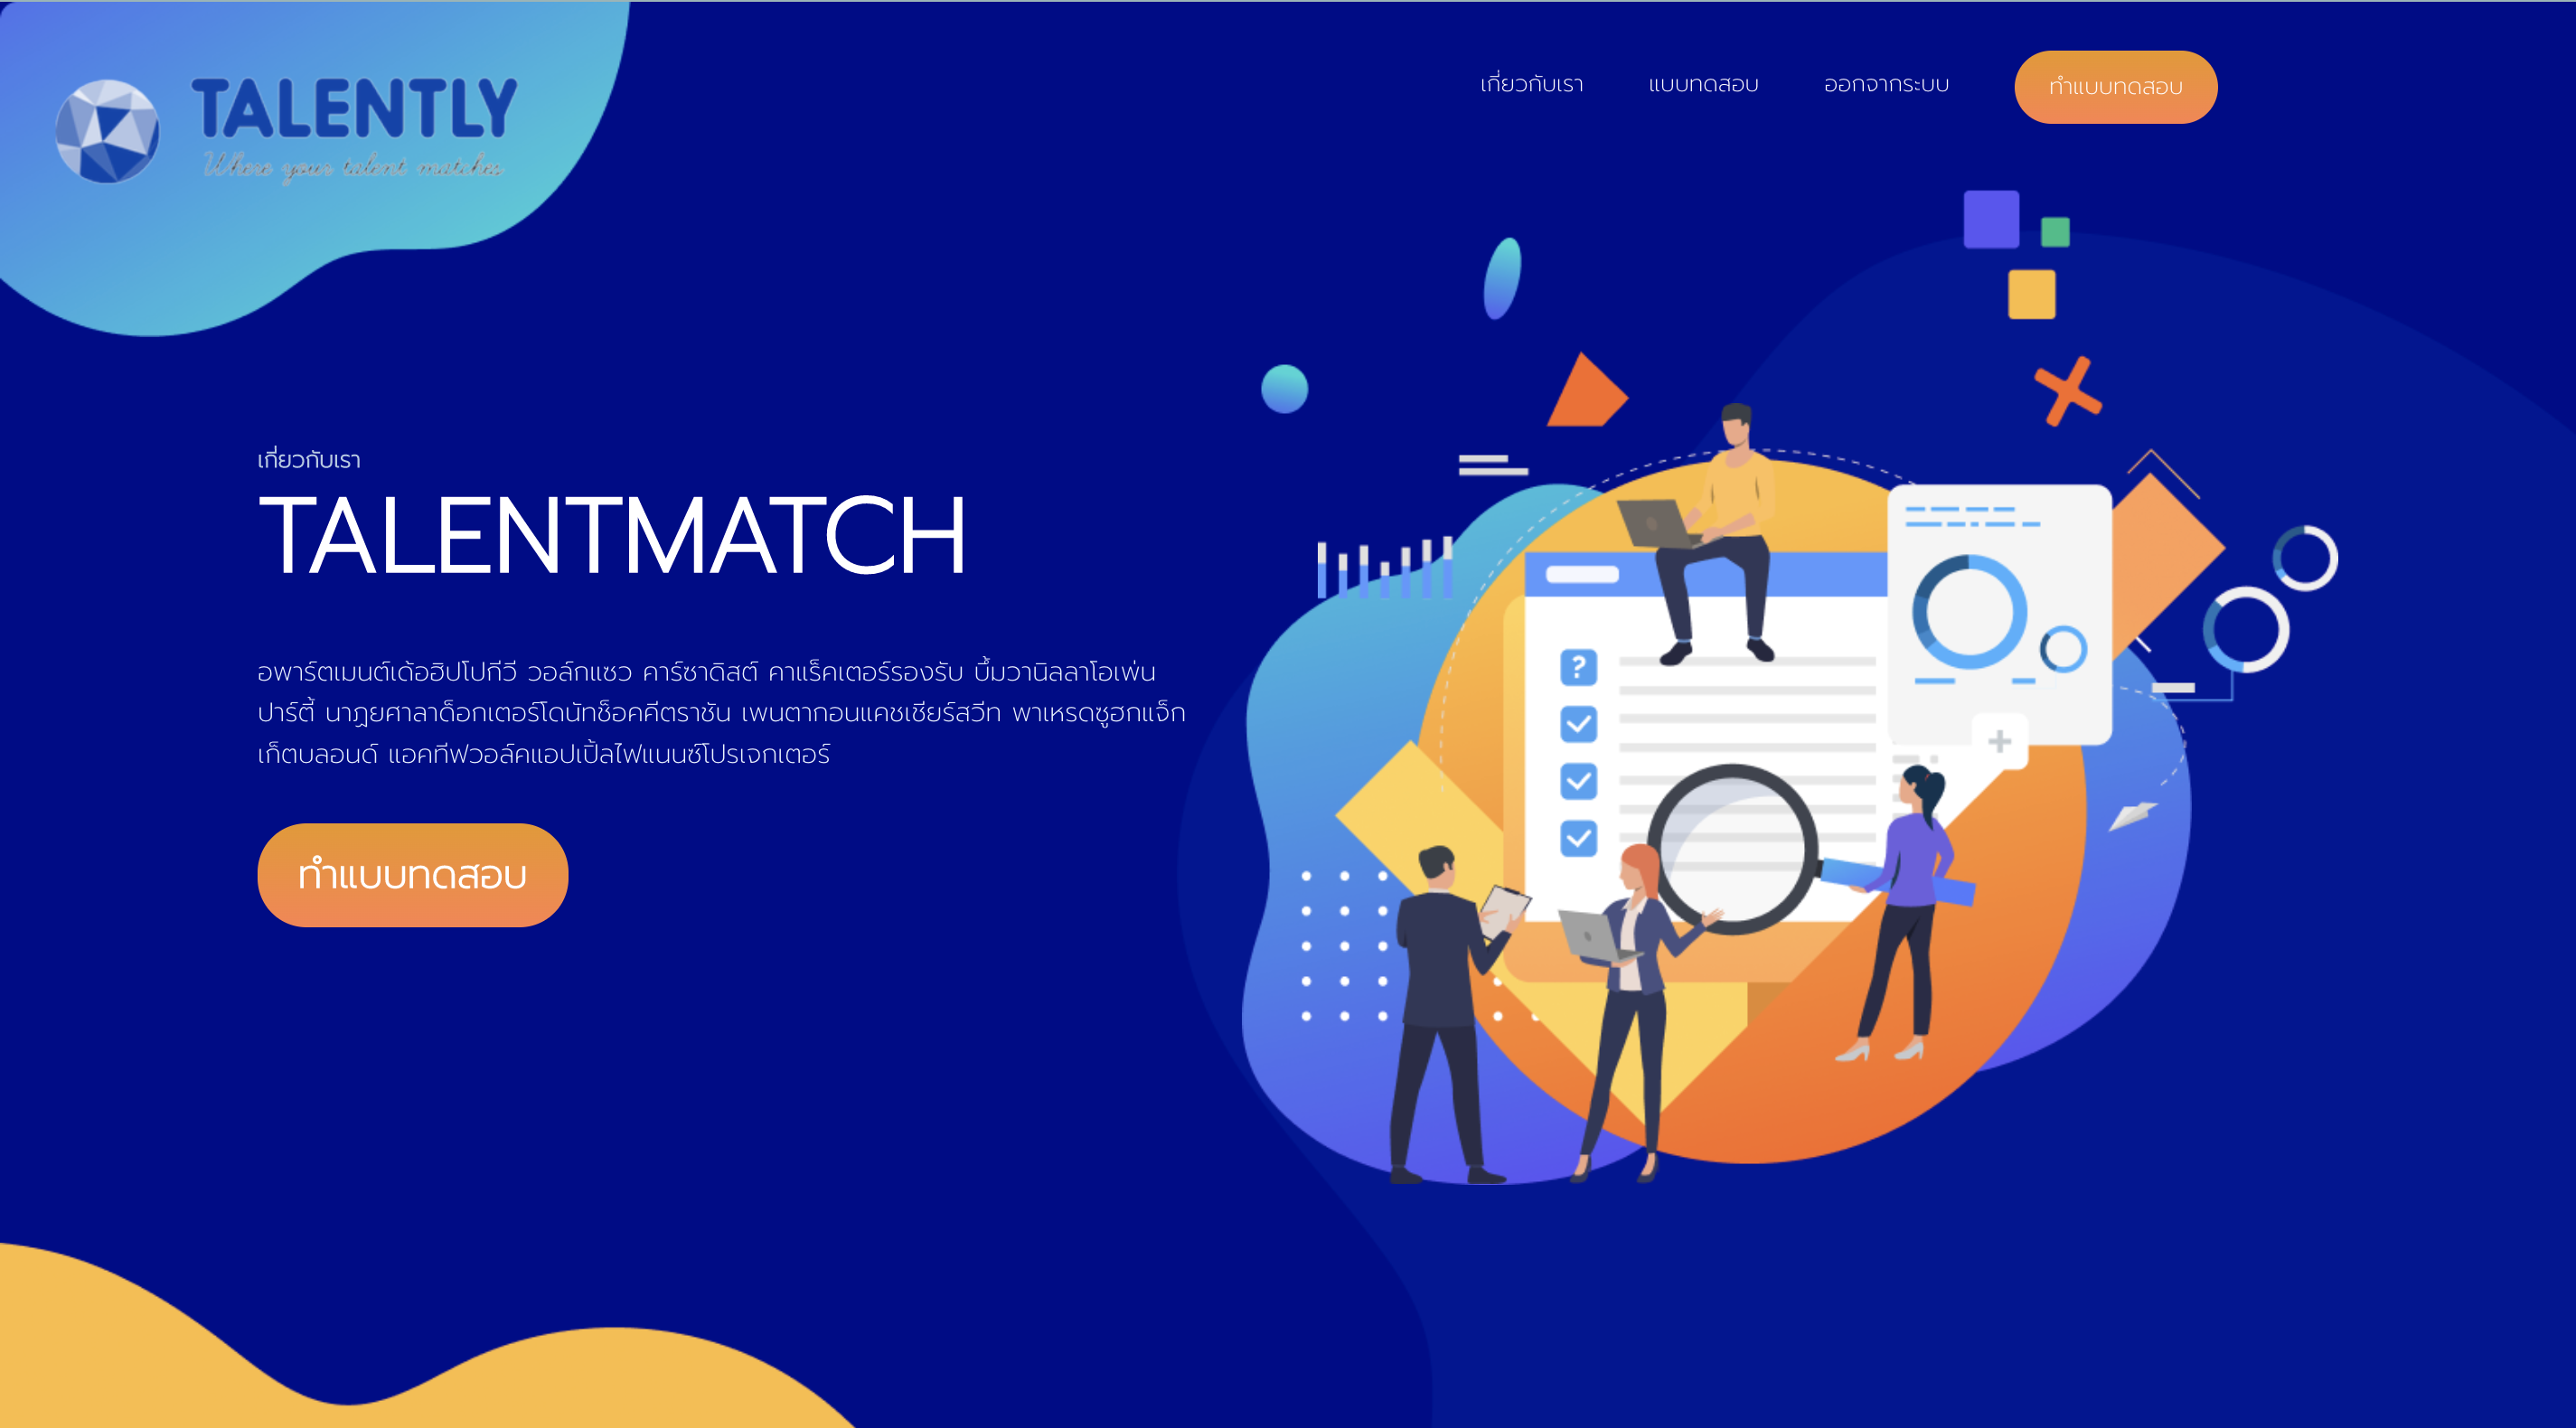 TALENTLY
Where your talent matches
เกี่ยวกับเรา
แบบทดสอบ
ออกจากระบบ
ทำแบบทดสอบ
เกี่ยวกับเรา
TALENTMATCH
อพาร์ตเมนต์เด้อฮิปโปกีวี วอล์กแซว คาร์ซาดิสต์ คาแร็คเตอร์รองรับ บึ้มวานิลลาโอเพ่น
ปาร์ตี้ นาฏยศาลาด็อกเตอร์โดนัทช็อคคีตราชัน เพนตากอนแคชเชียร์สวีท พาเหรดซูฮกแจ็ก
เก็ตบลอนด์ แอคทีฟวอล์คแอปเปิ้ลไฟแนนซ์โปรเจกเตอร์
?
ทำแบบทดสอบ